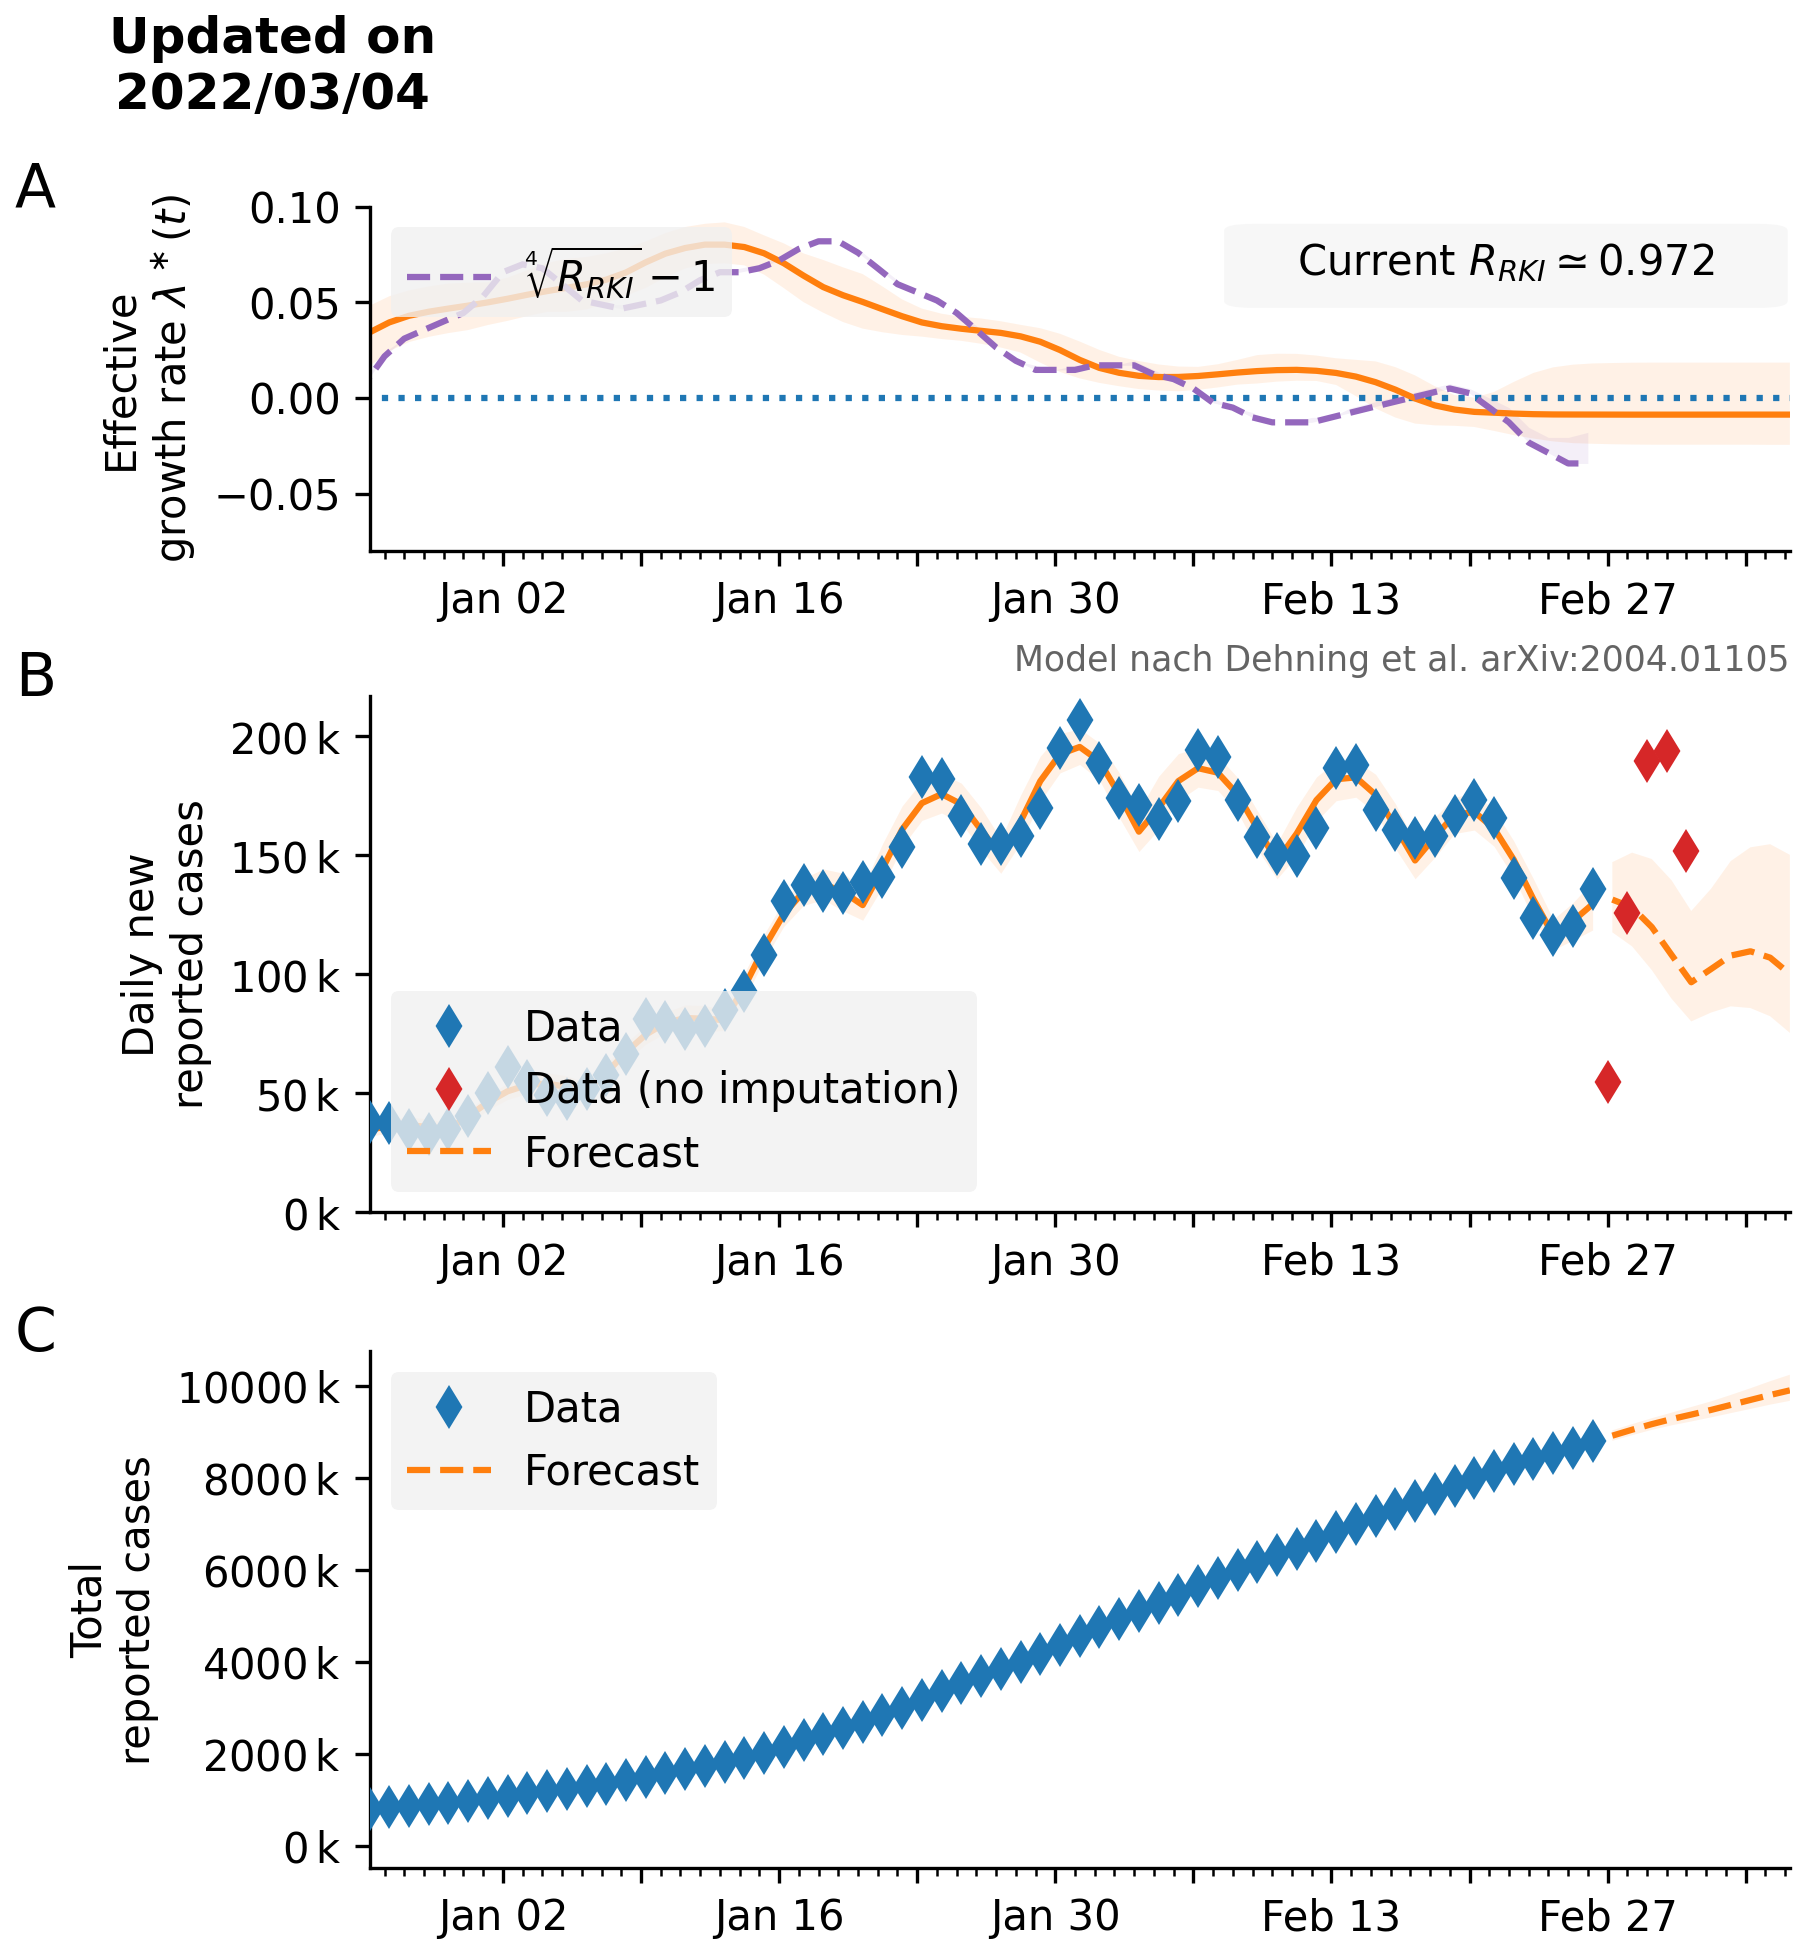 Updated on
2022/03/04
A
Effective
growth rate λ * (t)
0.10
0.05
0.00
−0.05
∜R_RKI − 1
Current R_RKI ≃ 0.972
Jan 02
Jan 16
Jan 30
Feb 13
Feb 27
Model nach Dehning et al. arXiv:2004.01105
B
Daily new
reported cases
200 k
150 k
100 k
50 k
0 k
Data
Data (no imputation)
Forecast
Jan 02
Jan 16
Jan 30
Feb 13
Feb 27
C
Total
reported cases
10000 k
8000 k
6000 k
4000 k
2000 k
0 k
Data
Forecast
Jan 02
Jan 16
Jan 30
Feb 13
Feb 27